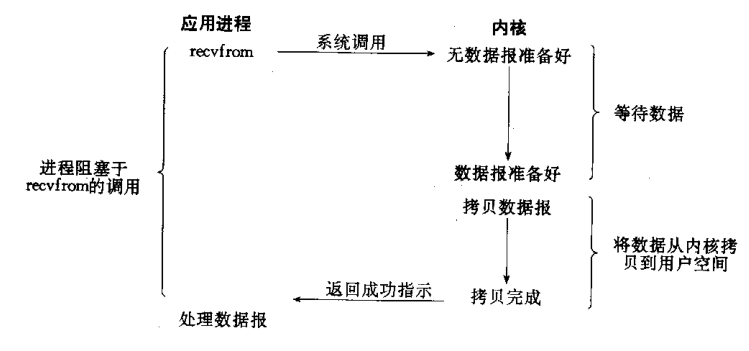 应用进程
内核
recvfrom
系统调用
无数据报准备好
等待数据
进程阻塞于
recvfrom的调用
数据报准备好
拷贝数据报
将数据从内核拷
贝到用户空间
返回成功指示
拷贝完成
处理数据报